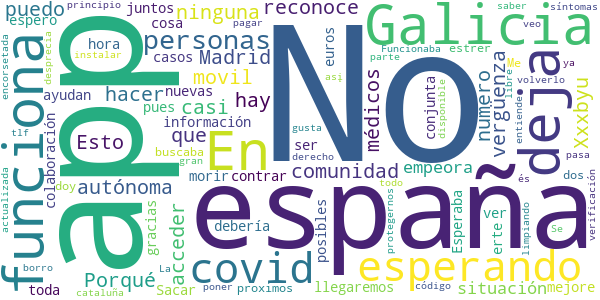 puedo
principio
juntos
ninguna
reconoce
Galicia
saber
síntomas
espero
cosa
pagar
veo
encorsetada
instalar
hora
personas
euros
Funcionaba
estrer
Me
ya
desprecia
casos
Madrid
parte
funciona
app
No
deja
Xxxbyu
ayudan
hacer
nuevas
movil
así
médicos
número
vergüenza
libre
volverlo
pues
casi
hay
conjunta
disponible
entiende
Esto
información
que
En
gusta
ser
derecho
pasa
colaboración
tlf
buscaba
gran
comunidad
empeora
dos
verificación
autónoma
morir
contrar
todo
és
actualizada
doy
españa
protegernos
Esperaba
ver
limpiando
Se
gracias
acceder
debería
posibles
erte
borro
Porqué
La
covid
esperando
toda
cataluña
Sacar
poner
proximos
llegaremos
código
situación
mejore